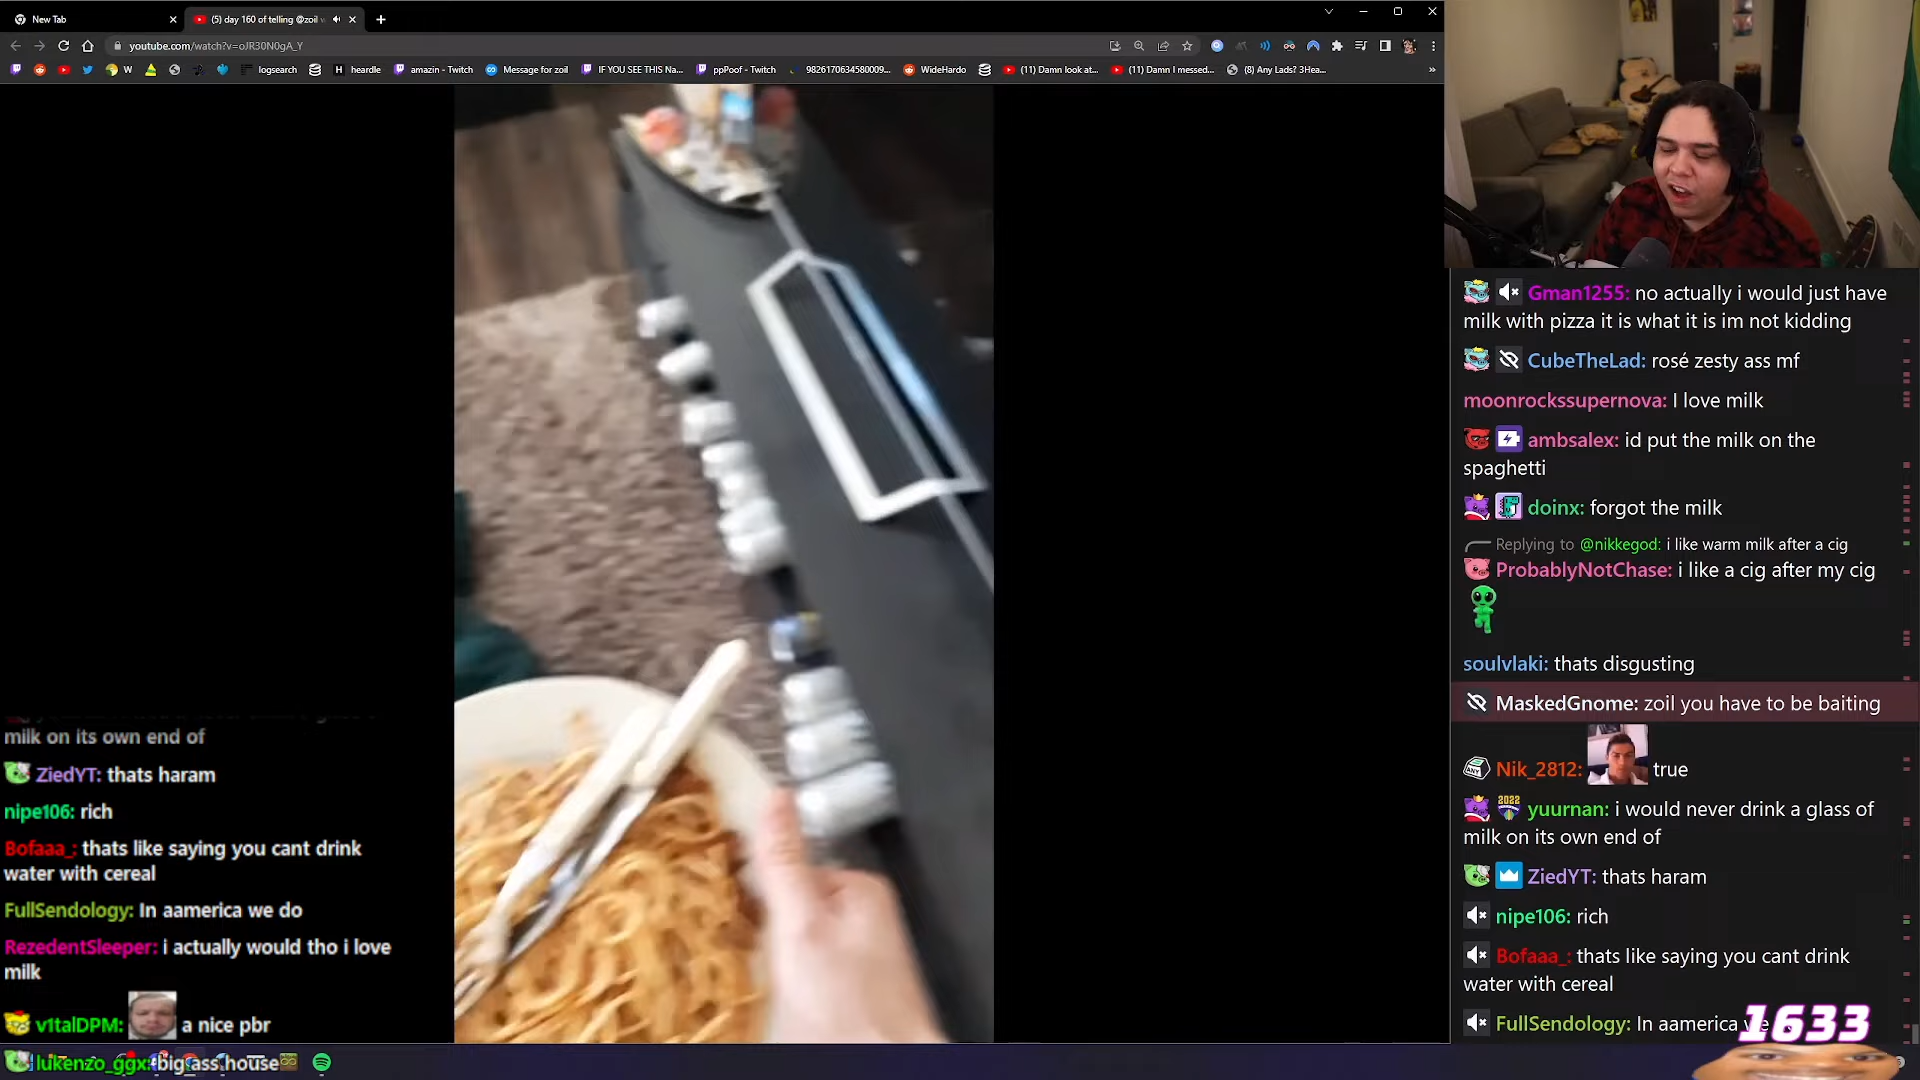 New Tab
(5) day 160 of telling @zoil
youtube.com/watch?v=oJR30N0gA_Y
W
logsearch
H heardle
amazin - Twitch
Message for zoil
IF YOU SEE THIS Na...
ppPoof - Twitch
9826170634580009...
WideHardo
(11) Damn look at...
(11) Damn I messed...
(8) Any Lads? 3Hea...
»
milk on its own end of
ZiedYT: thats haram
nipe106: rich
Bofaaa_: thats like saying you cant drink
water with cereal
FullSendology: In aamerica we do
RezedentSleeper: i actually would tho i love
milk
v1talDPM: a nice pbr
lukenzo_ggx: big ass house
Gman1255: no actually i would just have
milk with pizza it is what it is im not kidding
CubeTheLad: rosé zesty ass mf
moonrockssupernova: I love milk
ambsalex: id put the milk on the
spaghetti
doinx: forgot the milk
Replying to @nikkegod: i like warm milk after a cig
ProbablyNotChase: i like a cig after my cig
soulvlaki: thats disgusting
MaskedGnome: zoil you have to be baiting
Nik_2812: true
2022
yuurnan: i would never drink a glass of
milk on its own end of
ZiedYT: thats haram
nipe106: rich
Bofaaa_: thats like saying you cant drink
water with cereal
FullSendology: In aamerica
1633